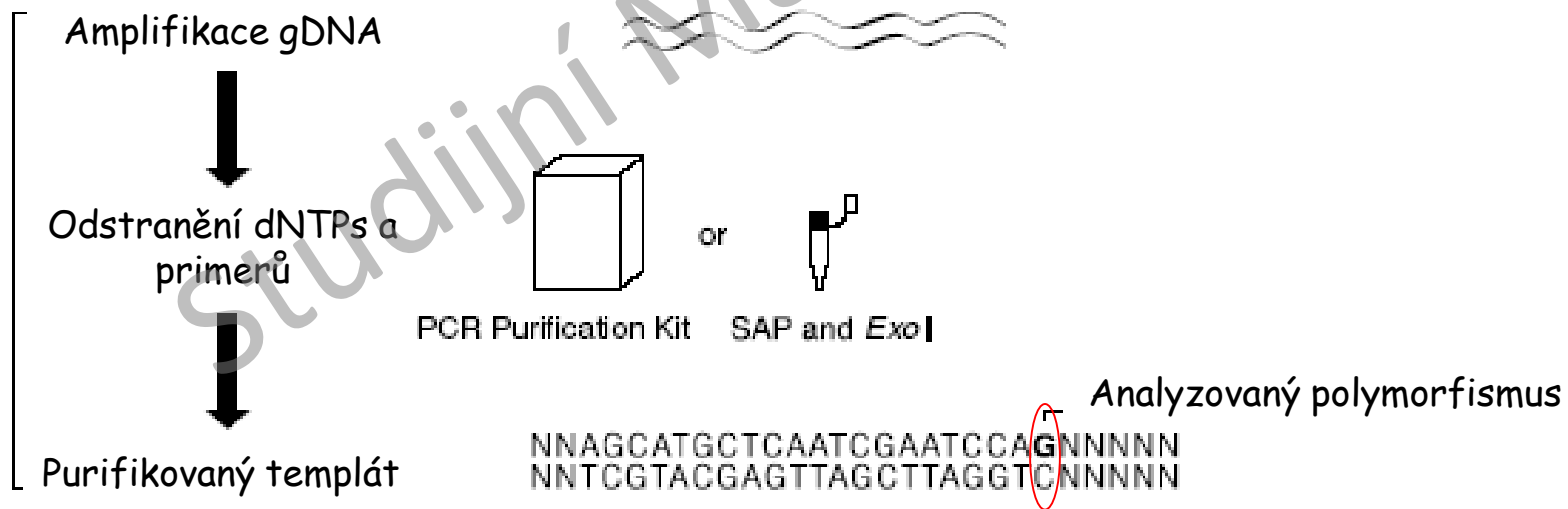 Amplifikace gDNA
Odstranění dNTPs a
primerů
or
PCR Purification Kit
SAP and Exo I
Analyzovaný polymorfismus
NNAGCATGCTCAATCGAATCCAGNNNNN
NNTCGTACGAGTTAGCTTAGGTCNNNNN
Purifikovaný templát
Studijní